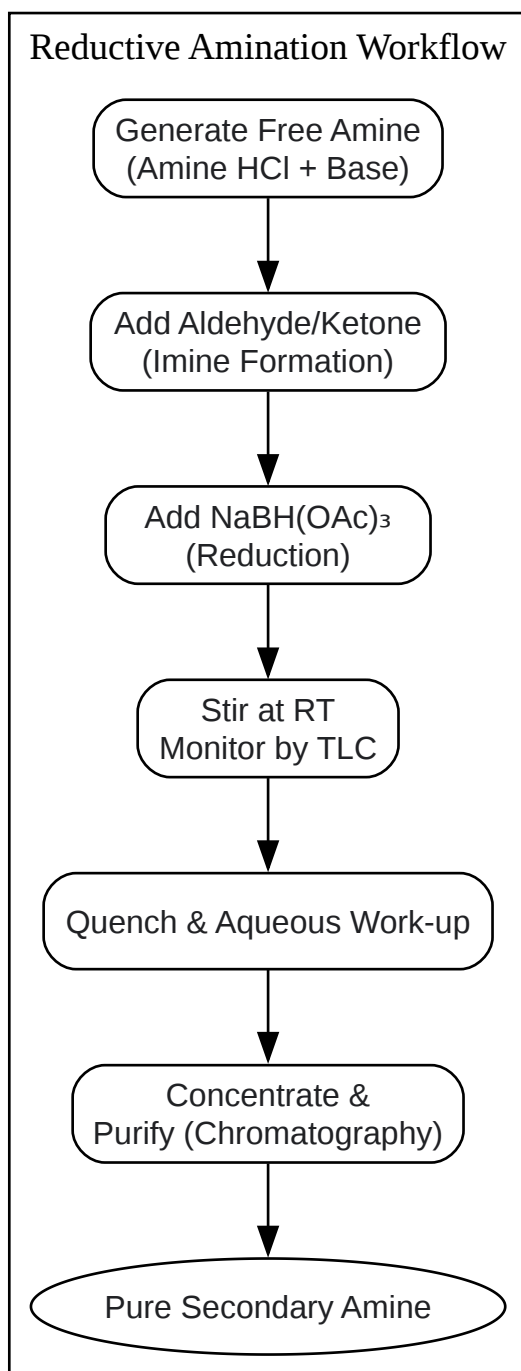 Reductive Amination Workflow
Generate Free Amine
(Amine HCl + Base)
Add Aldehyde/Ketone
(Imine Formation)
Add NaBH(OAc)₃
(Reduction)
Stir at RT
Monitor by TLC
Quench & Aqueous Work-up
Concentrate &
Purify (Chromatography)
Pure Secondary Amine